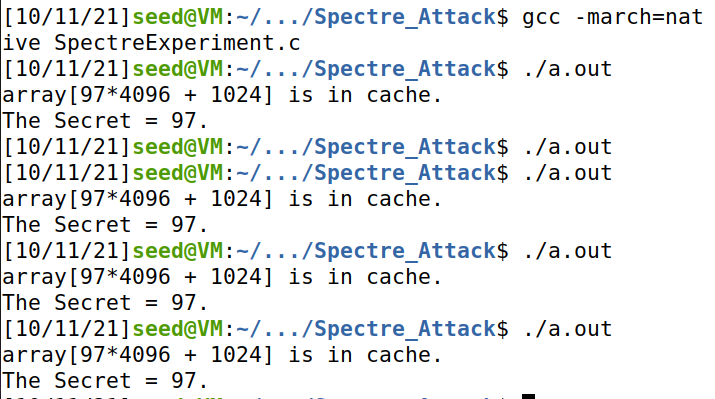 [10/11/21]seed@VM:~/.../Spectre_Attack$ gcc -march=nat
ive SpectreExperiment.c
[10/11/21]seed@VM:~/.../Spectre_Attack$ ./a.out
array[97*4096 + 1024] is in cache.
The Secret = 97.
[10/11/21]seed@VM:~/.../Spectre_Attack$ ./a.out
[10/11/21]seed@VM:~/.../Spectre_Attack$ ./a.out
array[97*4096 + 1024] is in cache.
The Secret = 97.
[10/11/21]seed@VM:~/.../Spectre_Attack$ ./a.out
array[97*4096 + 1024] is in cache.
The Secret = 97.
[10/11/21]seed@VM:~/.../Spectre_Attack$ ./a.out
array[97*4096 + 1024] is in cache.
The Secret = 97.